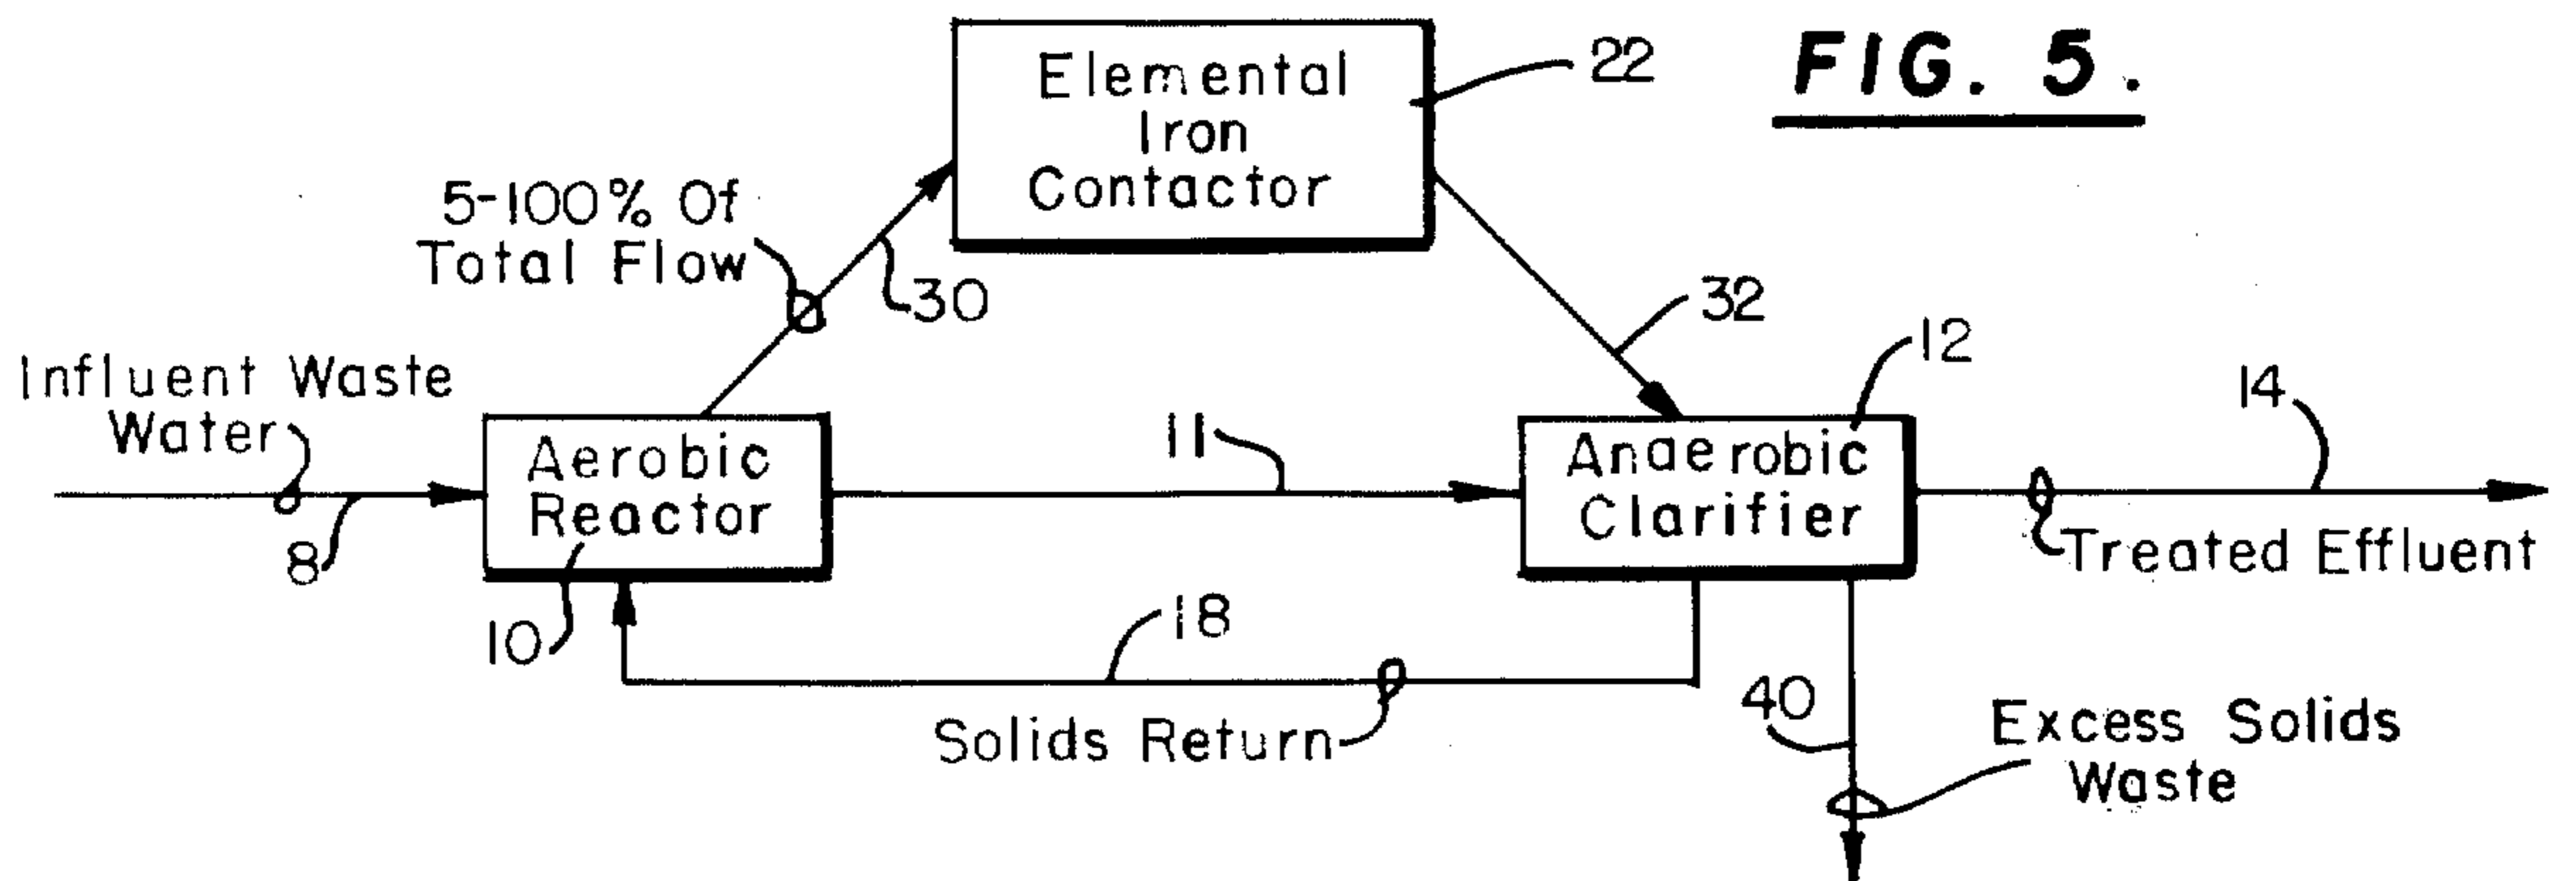 FIG. 5.
Elemental
Iron
Contactor
22
5-100% Of
Total Flow
30
32
12
Influent Waste
Water
8
Aerobic
Reactor
10
11
Anaerobic
Clarifier
14
Treated Effluent
18
Solids Return
40
Excess Solids
Waste